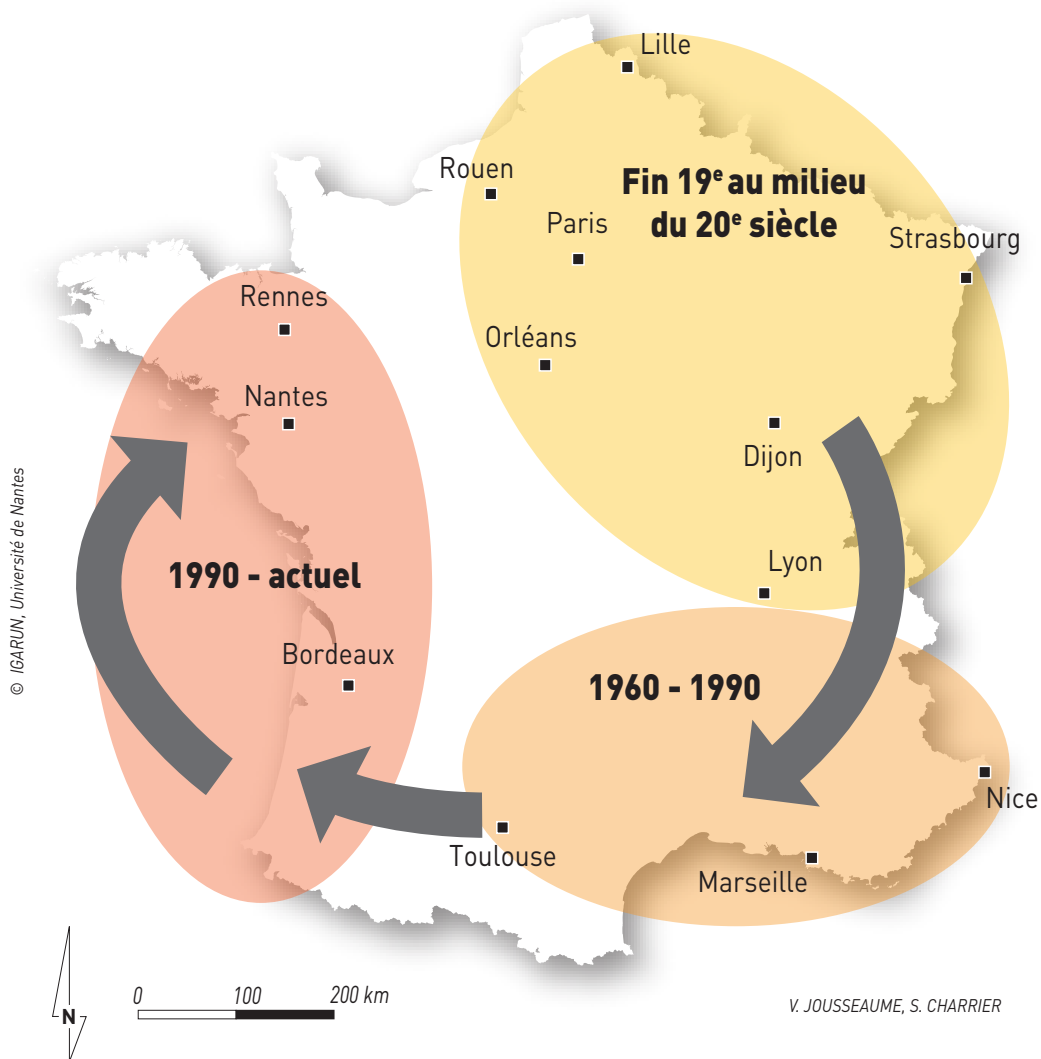 Lille
Rouen
Fin 19e au milieu
du 20e siècle
Paris
Strasbourg
Rennes
Orléans
Nantes
Dijon
© IGARUN, Université de Nantes
Lyon
1990 - actuel
Bordeaux
1960 - 1990
Nice
Toulouse
Marseille
0 100 200 km
N
V. JOUSSEAUME, S. CHARRIER